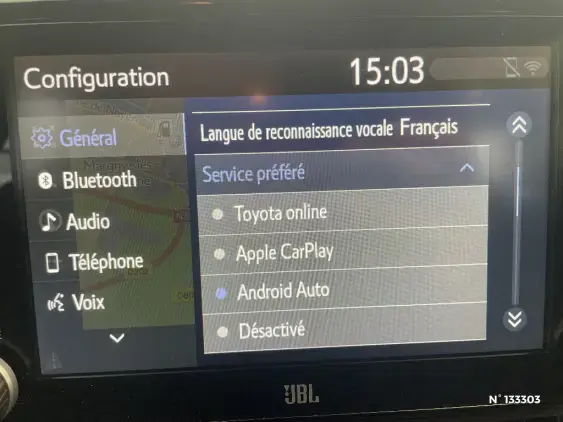 Configuration
15:03
Général
Bluetooth
Audio
Téléphone
Voix
Langue de reconnaissance vocale Français
Service préféré
Toyota online
Apple CarPlay
Android Auto
Désactivé
JBL
N° 133303